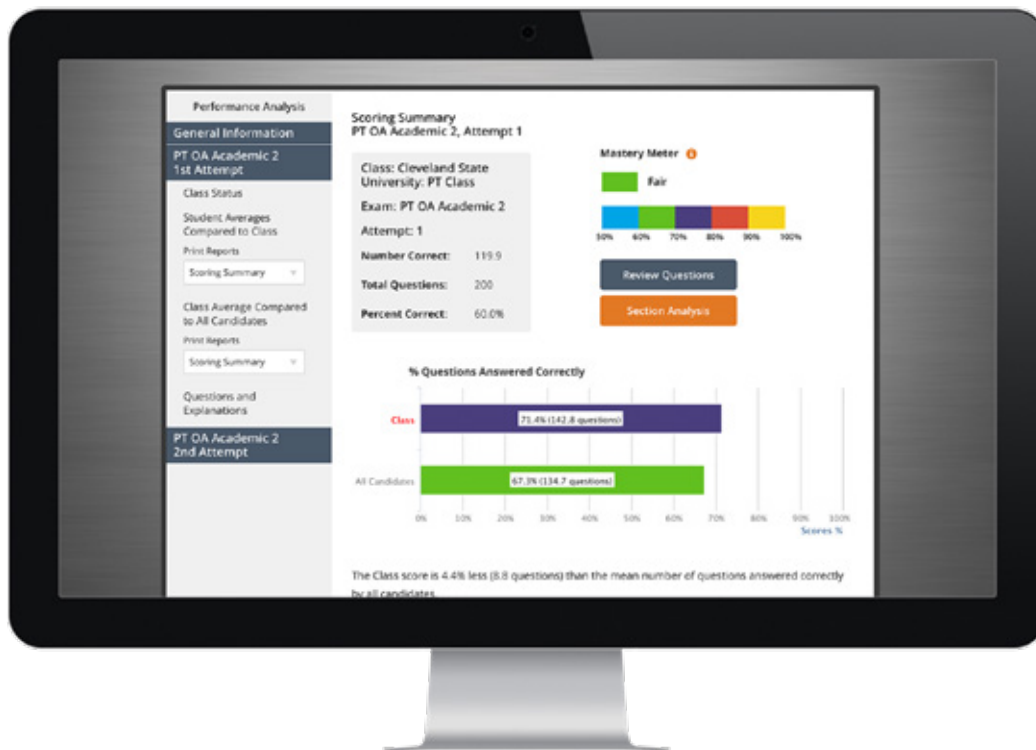 Performance Analysis
General Information
PT OA Academic 2
1st Attempt
Class Status
Student Averages
Compared to Class
Print Reports
Scoring Summary
Class Average Compared
to All Candidates
Print Reports
Scoring Summary
Questions and
Explanations
PT OA Academic 2
2nd Attempt
Scoring Summary
PT OA Academic 2, Attempt 1
Class: Cleveland State
University: PT Class
Exam: PT OA Academic 2
Attempt: 1
Number Correct: 119.9
Total Questions: 200
Percent Correct: 60.0%
Mastery Meter
Fair
50% 60% 70% 80% 90% 100%
Review Questions
Section Analysis
% Questions Answered Correctly
Class
71.4% (142.8 questions)
All Candidates
67.3% (134.7 questions)
0% 10% 20% 30% 40% 50% 60% 70% 80% 90% 100%
Scores %
The Class score is 4.4% less (8.8 questions) than the mean number of questions answered correctly
by all candidates.